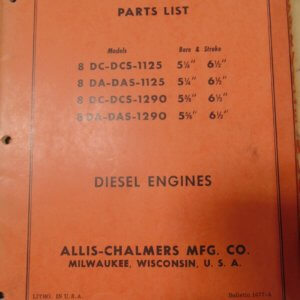 PARTS LIST
Models Bore & Stroke
8 DC-DCS-1125 5¼" 6½"
8 DA-DAS-1125 5¼" 6½"
8 DC-DCS-1290 5⅝" 6½"
8 DA-DAS-1290 5⅝" 6½"
DIESEL ENGINES
ALLIS-CHALMERS MFG. CO.
MILWAUKEE, WISCONSIN, U. S. A.
IN U.S.A. Bulletin